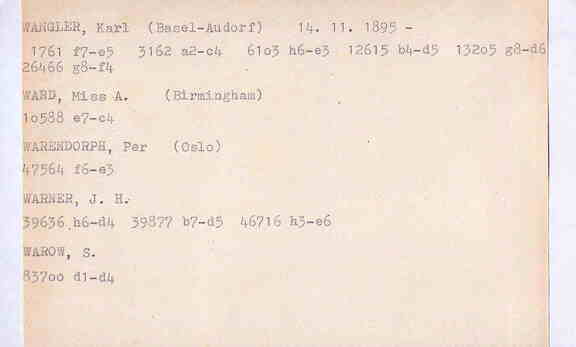 WANGLER, Karl (Basel-Audorf) 14. 11. 1895 -
1761 f7-e5 3162 a2-c4 61o3 h6-e3 12615 b4-d5 132o5 g8-d6
26466 g8-f4
WARD, Miss A. (Birmingham)
1o588 e7-c4
WARENDORPH, Per (Oslo)
47564 f6-e3
WARNER, J. H.
39636 h6-d4 39877 b7-d5 46716 h3-e6
WAROW, S.
837oo d1-d4